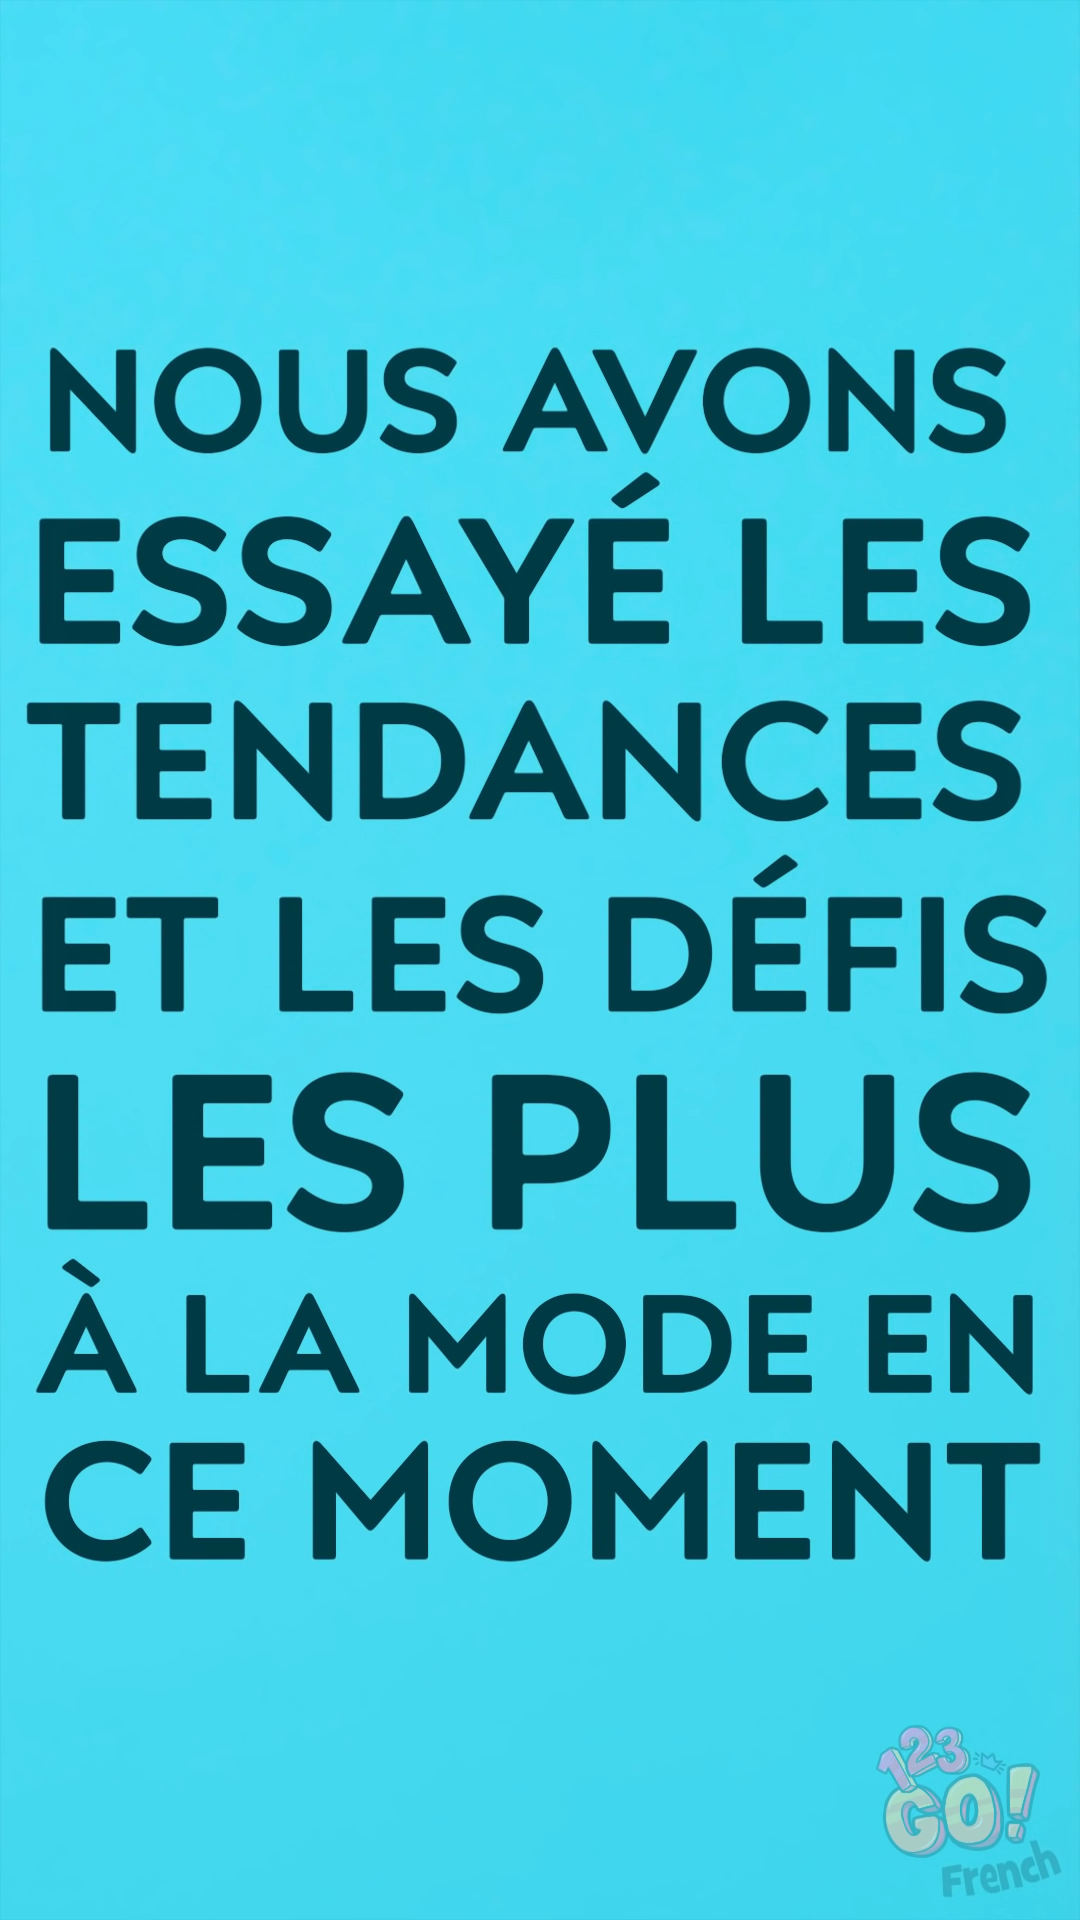 NOUS AVONS
ESSAYÉ LES
TENDANCES
ET LES DÉFIS
LES PLUS
À LA MODE EN
CE MOMENT
123
GO!
French